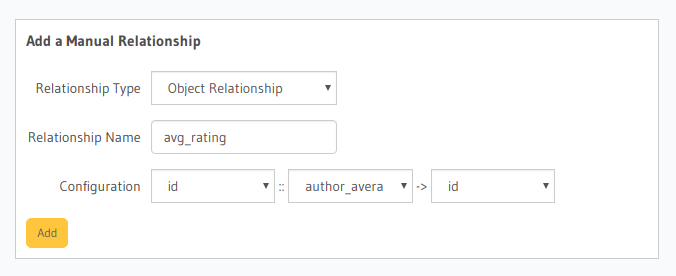 Add a Manual Relationship
Relationship Type Object Relationship
Relationship Name avg_rating
Configuration id :: author_avera -> id
Add